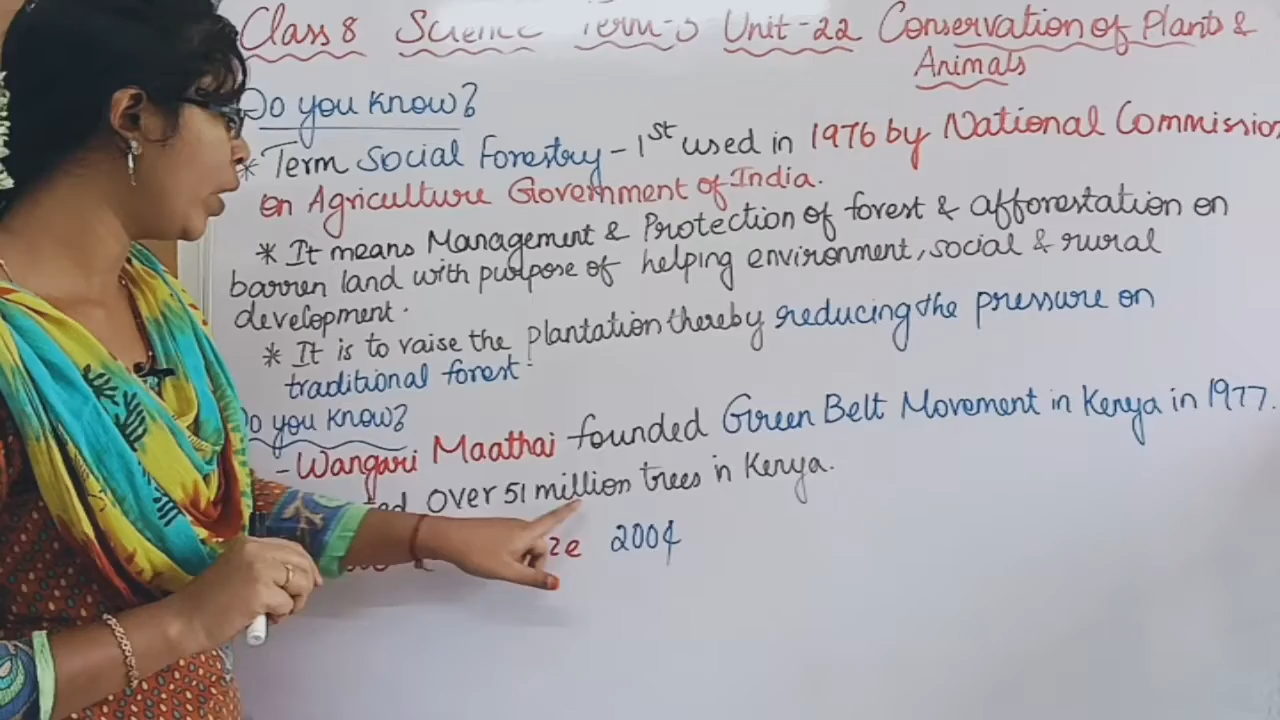 Class 8 Science Term-3 Unit-22 Conservation of Plants &
Animals
Do you know?
* Term Social Forestry - 1st used in 1976 by National Commission
on Agriculture Government of India.
* It means Management & Protection of forest & afforestation on
barren land with purpose of helping environment, social & rural
development.
* It is to raise the plantation thereby reducing the pressure on
traditional forest.
Do you know?
- Wangari Maathai founded Green Belt Movement in Kenya in 1977.
over 51 million trees in Kenya.
2004